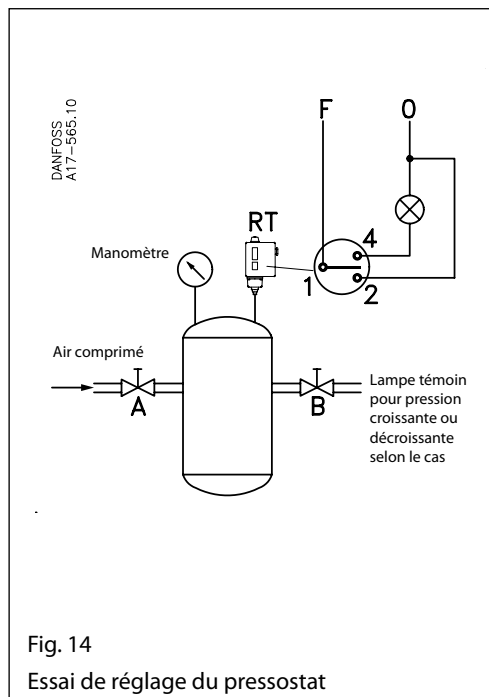 DANFOSS
A17-565.10
F
0
RT
4
1
2
Manomètre
Air comprimé
A
B
Lampe témoin
pour pression
croissante ou
décroissante
selon le cas
Fig. 14
Essai de réglage du pressostat